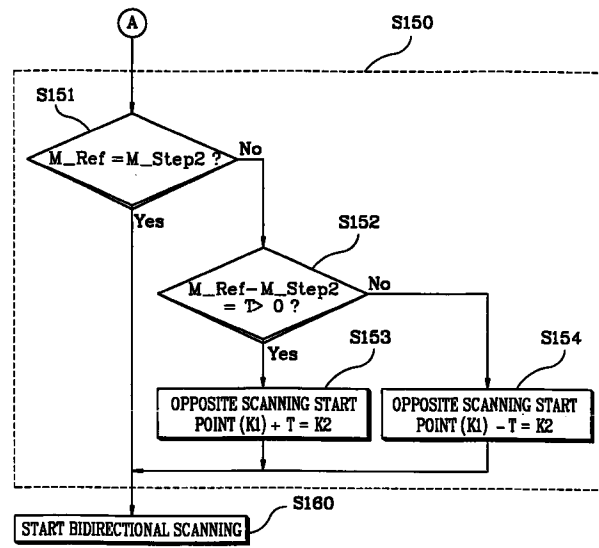 A
S150
S151
M_Ref =M_Step2 ?
No
Yes
S152
M_Ref-M_Step2
= T> 0 ?
No
Yes
S153
S154
OPPOSITE SCANNING START
POINT (K1) + T = K2
OPPOSITE SCANNING START
POINT (K1) - T = K2
S160
START BIDIRECTIONAL SCANNING